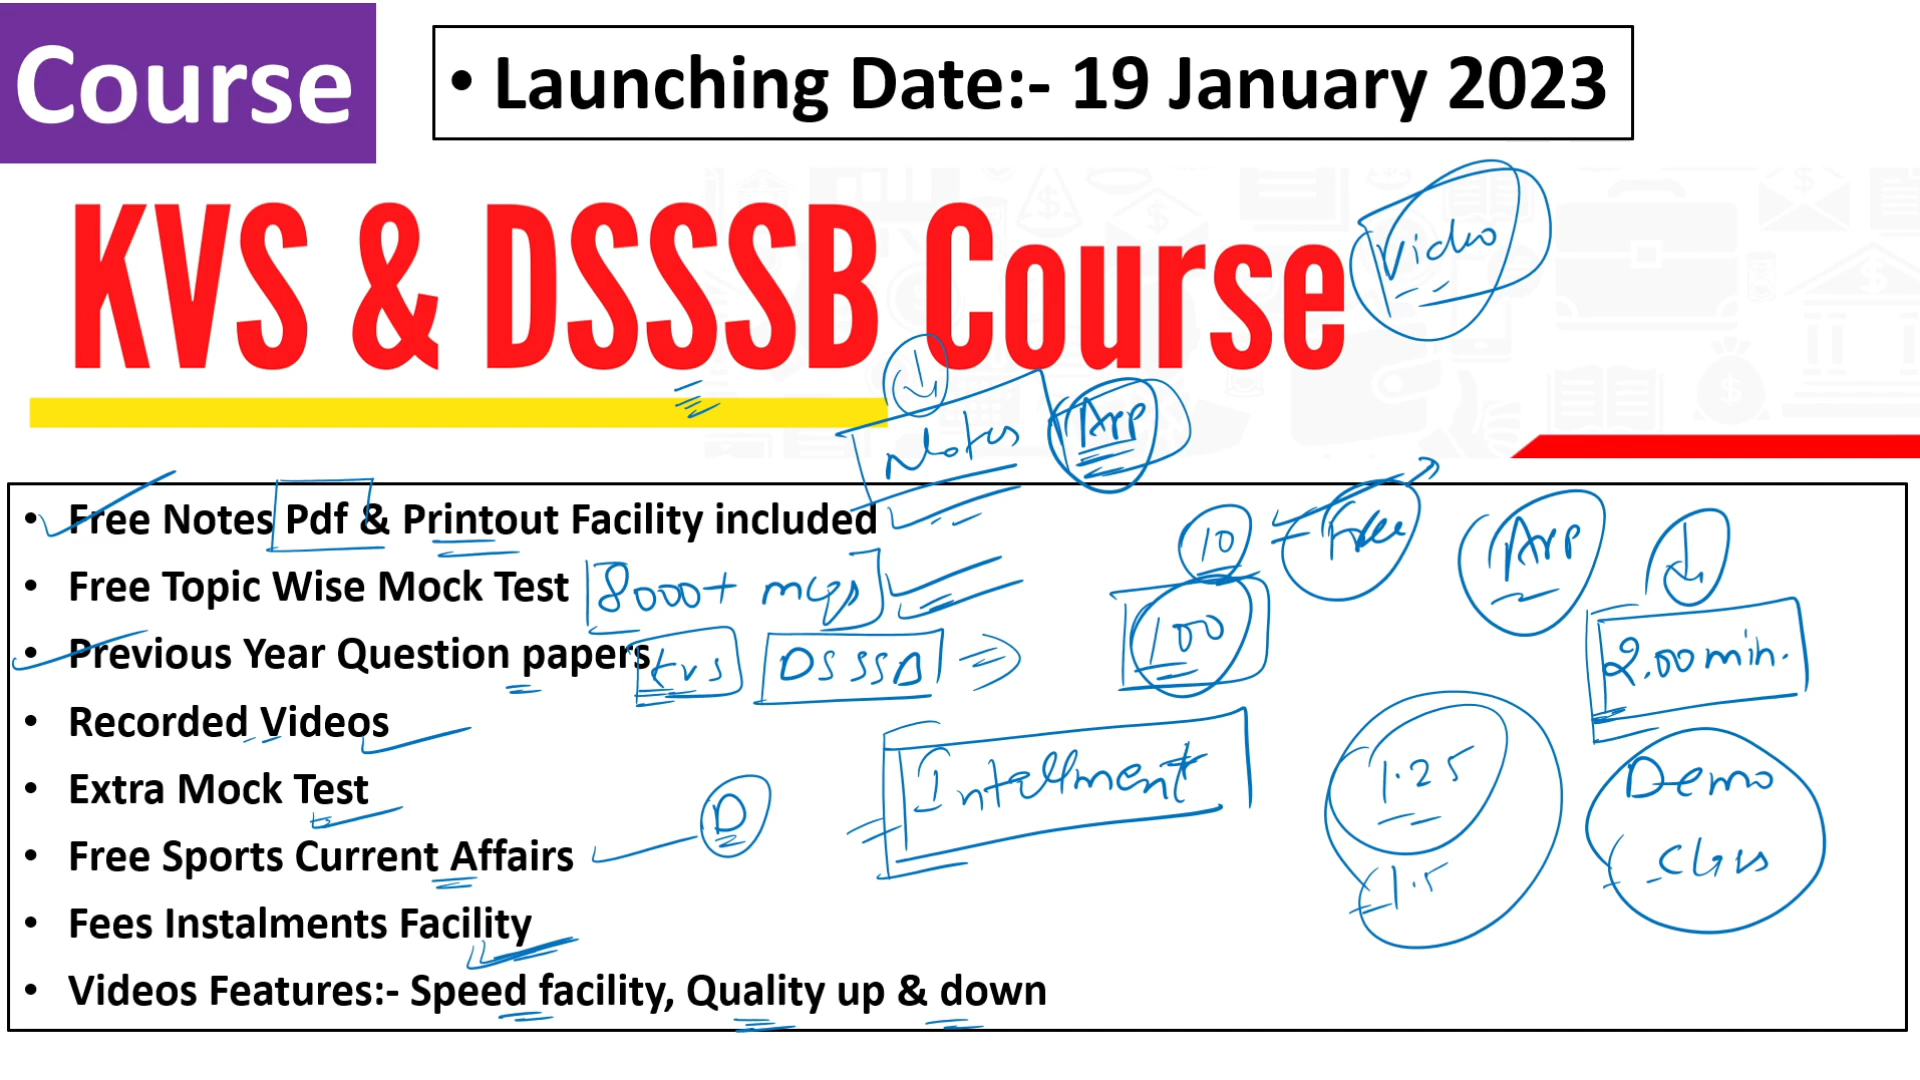 Course
• Launching Date:- 19 January 2023
KVS & DSSSB Course
Video
Notes App
• Free Notes Pdf & Printout Facility included
10 Free App
• Free Topic Wise Mock Test 8000+ mcqs
100
• Previous Year Question papers kvs DSSSB
2.00 min.
• Recorded Videos
Intallment
1.25
Demo
• Extra Mock Test
D
• Free Sports Current Affairs
1.5
Class
• Fees Instalments Facility
• Videos Features:- Speed facility, Quality up & down